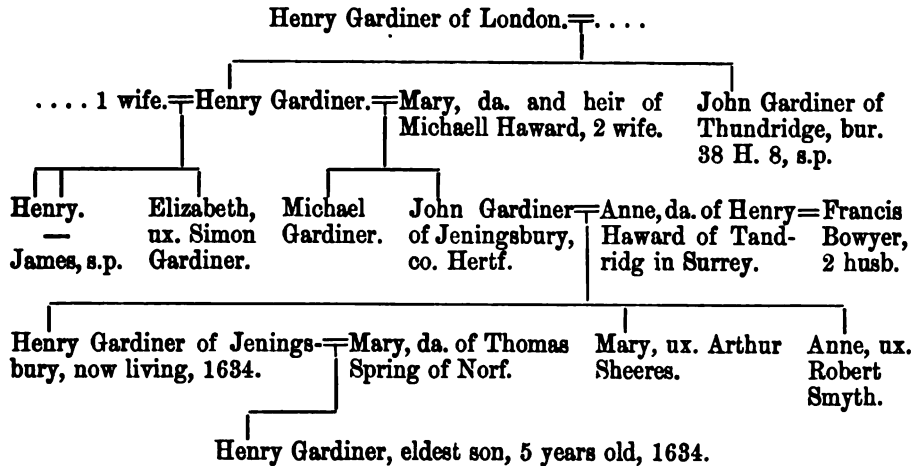 Henry Gardiner of London.=. . . .
. . . . 1 wife.=Henry Gardiner.=Mary, da. and heir of
Michaell Haward, 2 wife.
John Gardiner of
Thundridge, bur.
38 H. 8, s.p.
Henry.
—
James, s.p.
Elizabeth,
ux. Simon
Gardiner.
Michael
Gardiner.
John Gardiner
of Jeningsbury,
co. Hertf.
=Anne, da. of Henry
Haward of Tand-
ridg in Surrey.
=Francis
Bowyer,
2 husb.
Henry Gardiner of Jenings-
bury, now living, 1634.
=Mary, da. of Thomas
Spring of Norf.
Mary, ux. Arthur
Sheeres.
Anne, ux.
Robert
Smyth.
Henry Gardiner, eldest son, 5 years old, 1634.